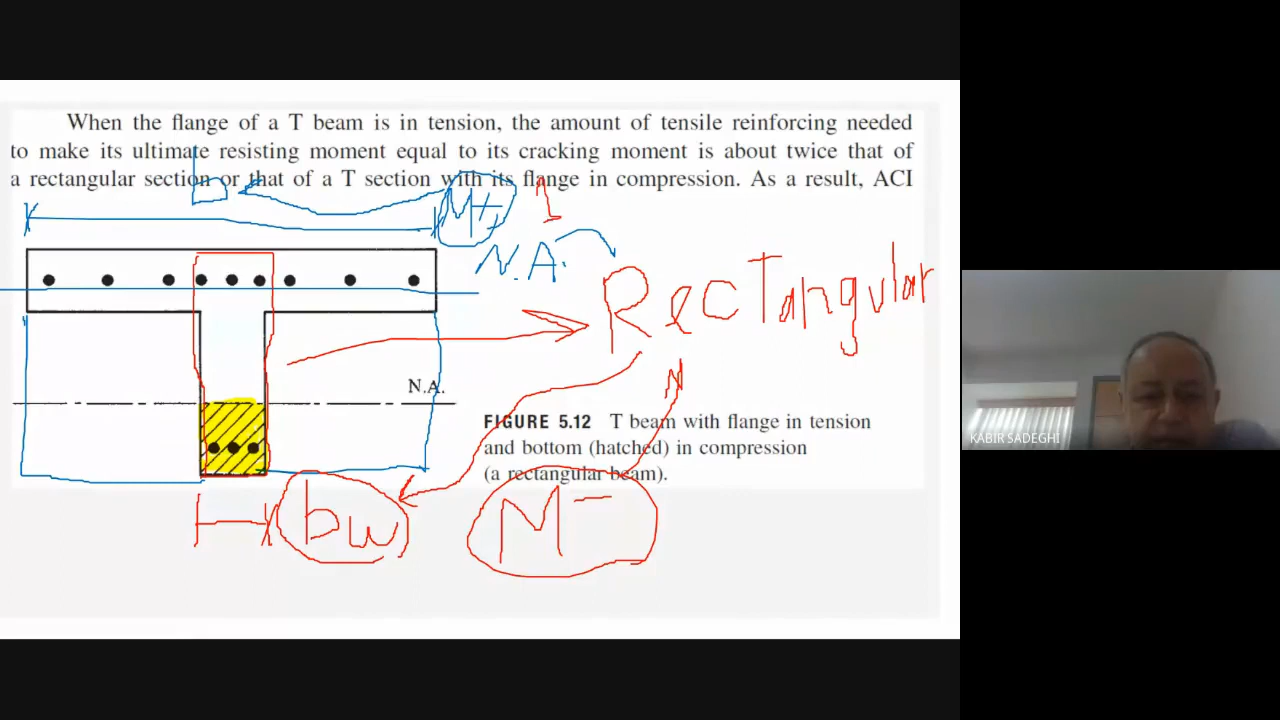 When the flange of a T beam is in tension, the amount of tensile reinforcing needed
to make its ultimate resisting moment equal to its cracking moment is about twice that of
a rectangular section or that of a T section with its flange in compression. As a result, ACI
b
M+
1
N.A.
Rectangular
N.A.
FIGURE 5.12 T beam with flange in tension
and bottom (hatched) in compression
(a rectangular beam).
bw
M-
KABIR SADEGHI